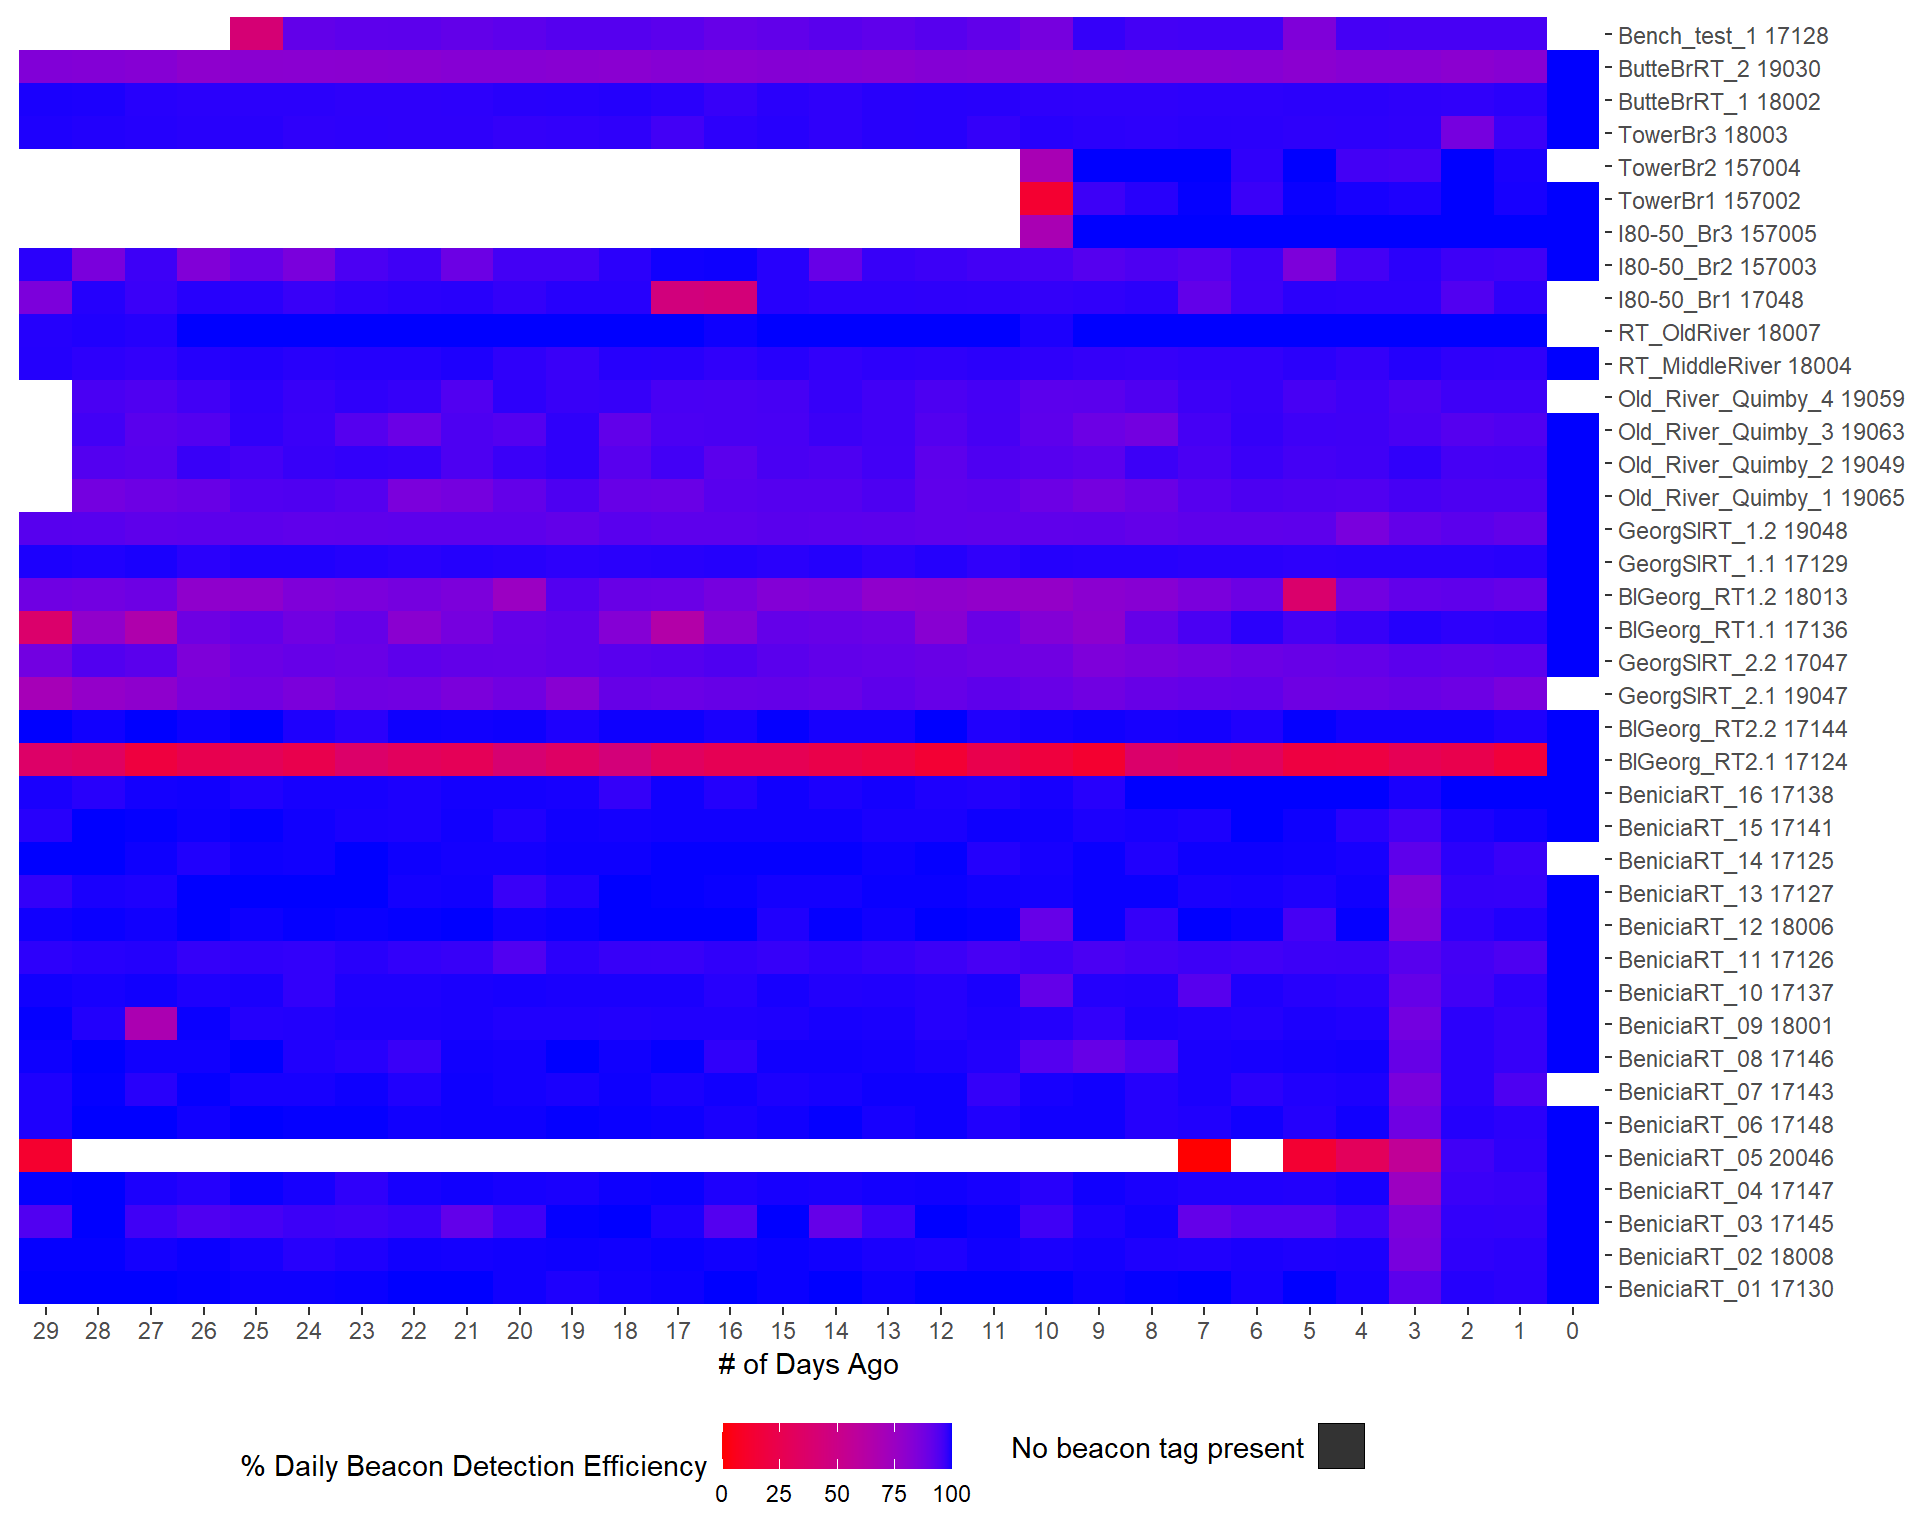 Bench_test_1 17128
ButteBrRT_2 19030
ButteBrRT_1 18002
TowerBr3 18003
TowerBr2 157004
TowerBr1 157002
I80-50_Br3 157005
I80-50_Br2 157003
I80-50_Br1 17048
RT_OldRiver 18007
RT_MiddleRiver 18004
Old_River_Quimby_4 19059
Old_River_Quimby_3 19063
Old_River_Quimby_2 19049
Old_River_Quimby_1 19065
GeorgSlRT_1.2 19048
GeorgSlRT_1.1 17129
BlGeorg_RT1.2 18013
BlGeorg_RT1.1 17136
GeorgSlRT_2.2 17047
GeorgSlRT_2.1 19047
BlGeorg_RT2.2 17144
BlGeorg_RT2.1 17124
BeniciaRT_16 17138
BeniciaRT_15 17141
BeniciaRT_14 17125
BeniciaRT_13 17127
BeniciaRT_12 18006
BeniciaRT_11 17126
BeniciaRT_10 17137
BeniciaRT_09 18001
BeniciaRT_08 17146
BeniciaRT_07 17143
BeniciaRT_06 17148
BeniciaRT_05 20046
BeniciaRT_04 17147
BeniciaRT_03 17145
BeniciaRT_02 18008
BeniciaRT_01 17130
29 28 27 26 25 24 23 22 21 20 19 18 17 16 15 14 13 12 11 10 9 8 7 6 5 4 3 2 1 0
# of Days Ago
% Daily Beacon Detection Efficiency
0 25 50 75 100
No beacon tag present